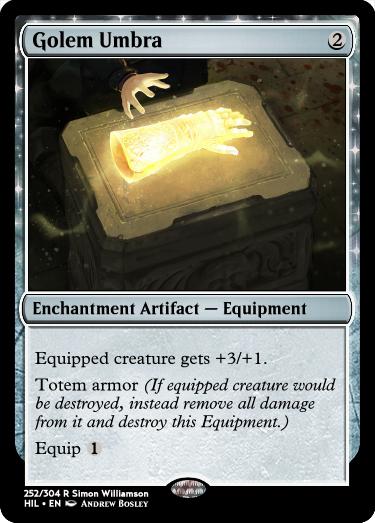 Golem Umbra 2
Enchantment Artifact — Equipment
Equipped creature gets +3/+1.
Totem armor (If equipped creature would
be destroyed, instead remove all damage
from it and destroy this Equipment.)
Equip 1
252/304 R Simon Williamson
HIL • EN ANDREW BOSLEY